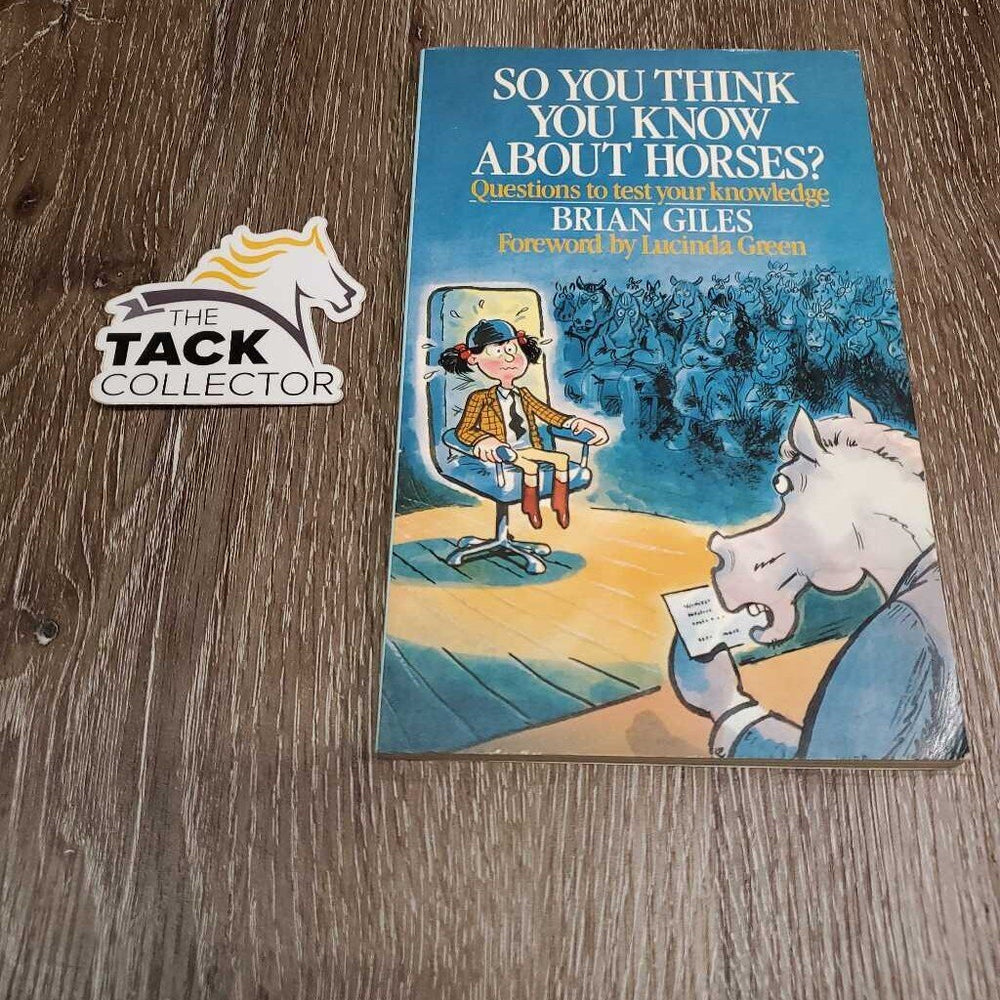 SO YOU THINK
YOU KNOW
ABOUT HORSES?
Questions to test your knowledge
BRIAN GILES
Foreword by Lucinda Green
THE
TACK
COLLECTOR